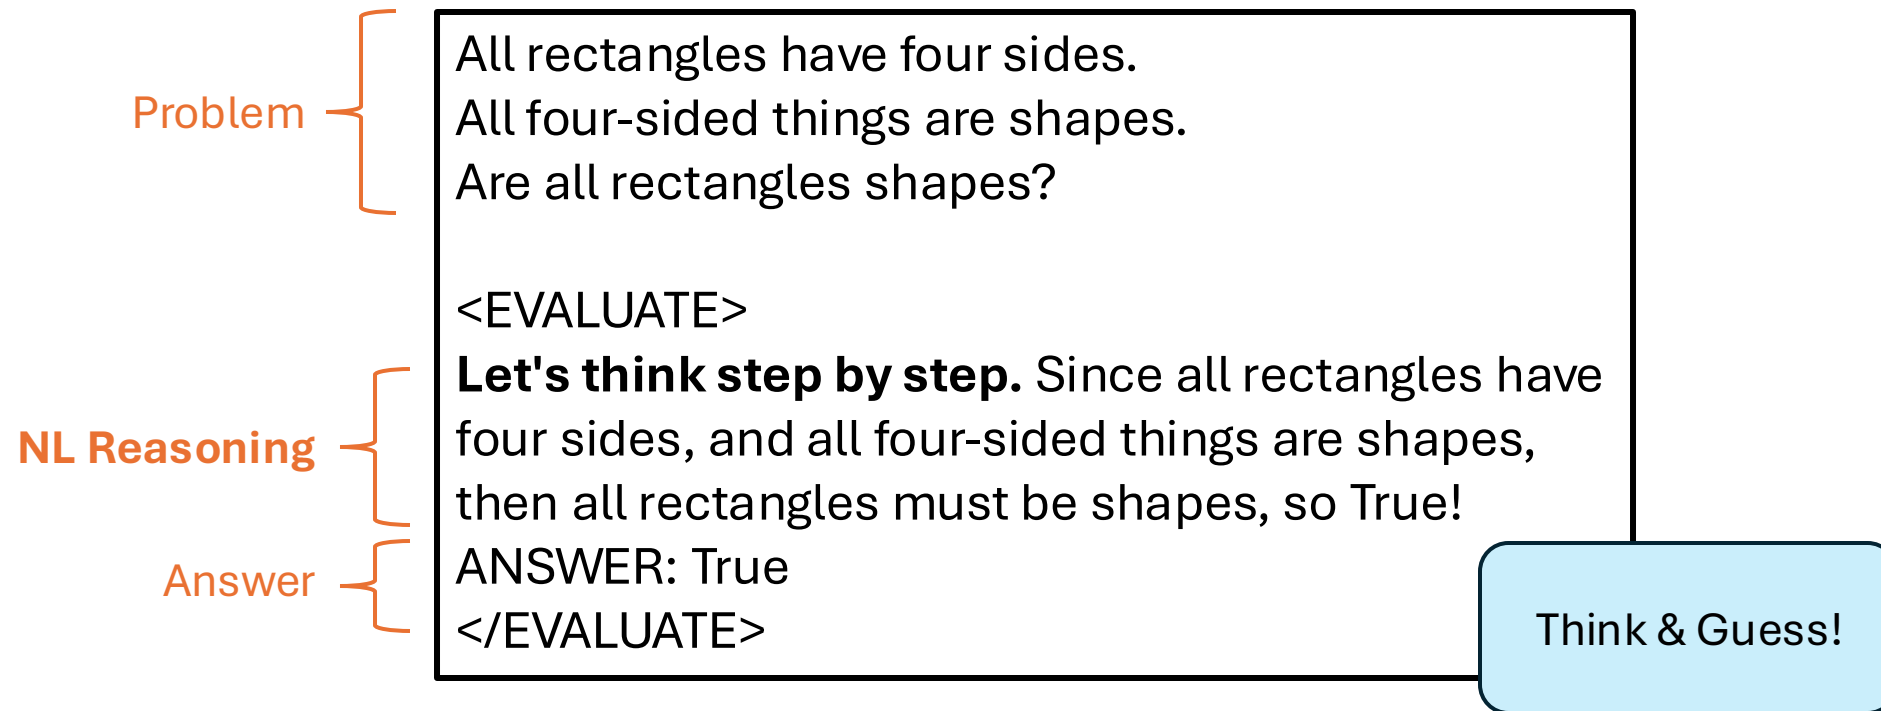 Problem
All rectangles have four sides.
All four-sided things are shapes.
Are all rectangles shapes?
<EVALUATE>
NL Reasoning
Let's think step by step. Since all rectangles have
four sides, and all four-sided things are shapes,
then all rectangles must be shapes, so True!
Answer
ANSWER: True
</EVALUATE>
Think & Guess!